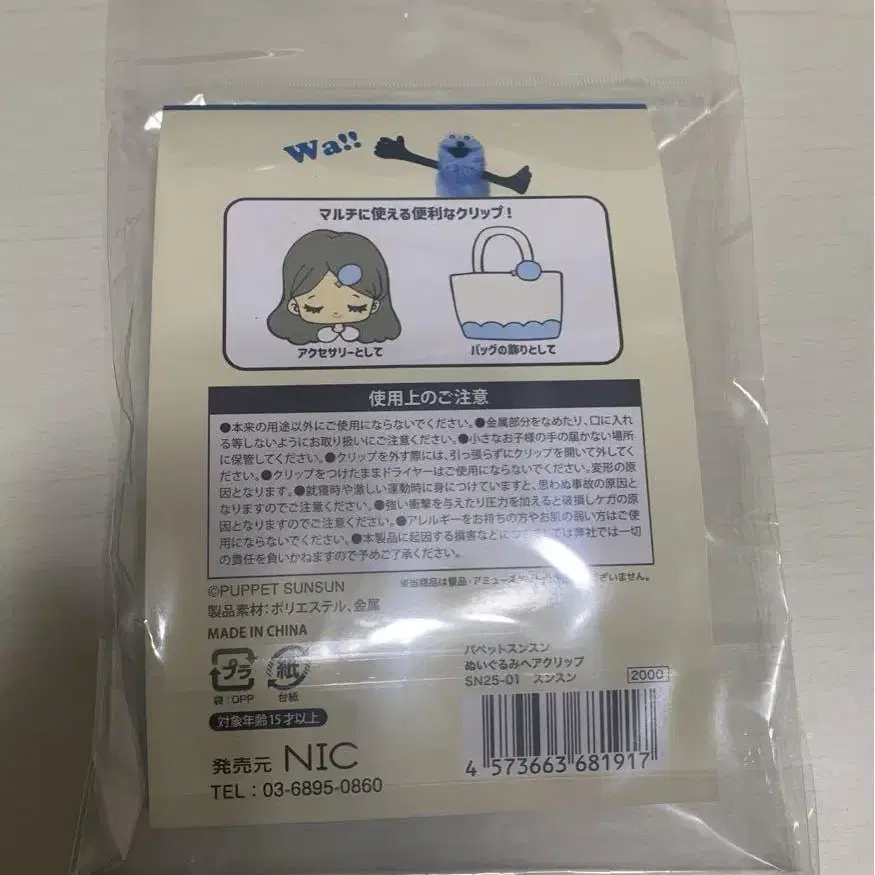 Wa!!
マルチに使える便利なクリップ！
アクセサリーとして
バッグの飾りとして
使用上のご注意
●本来の用途以外にご使用にならないでください。●金属部分をなめたり、口に入れ
る等しないようにお取り扱いにご注意ください。●小さなお子様の手の届かない場所
に保管してください。●クリップを外す際には、引っ張らずにクリップを開いて外してく
ださい。●クリップをつけたままドライヤーはご使用にならないでください。変形の原
因となります。●就寝時や激しい運動時に身につけていますと、思わぬ事故の原因と
なりますのでご注意ください。●強い衝撃を与えたり圧力を加えると破損しケガの原
因となりますのでご注意ください。●アレルギーをお持ちの方やお肌の弱い方はご使
用にならないでください。●本製品に起因する損害などにつ ては弊社では一切
の責任を負いかねますので予めご了承ください。
©PUPPET SUNSUN
※当商品は景品・アミューズ ざいません。
製品素材：ポリエステル、金属
MADE IN CHINA
プラ
紙
袋：OPP
台紙
対象年齢15才以上
パペットスンスン
ぬいぐるみヘアクリップ
SN25-01 スンスン
2000
発売元 NIC
TEL：03-6895-0860
4 573663 681917